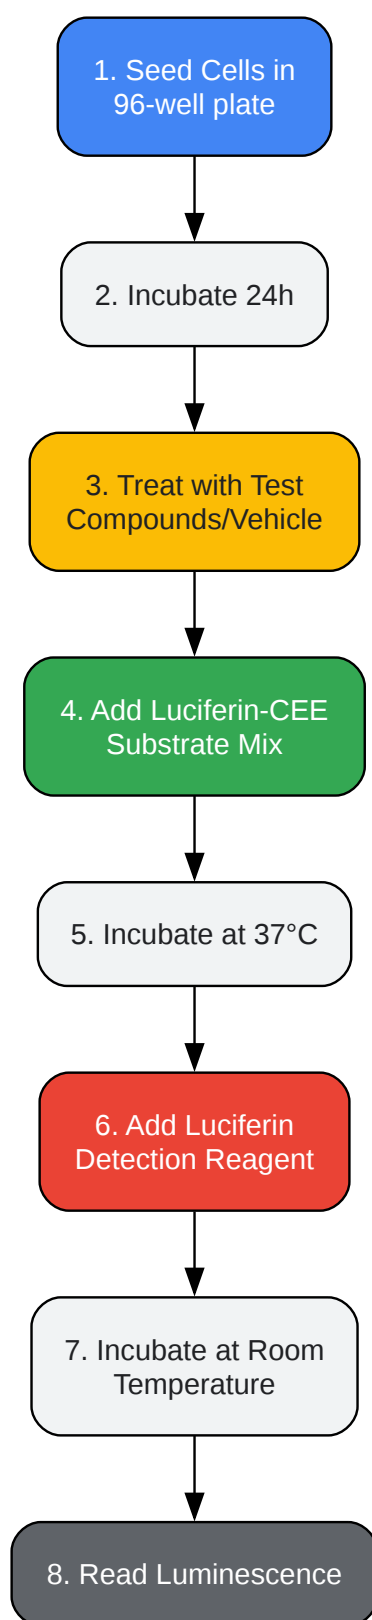 1. Seed Cells in
96-well plate
2. Incubate 24h
3. Treat with Test
Compounds/Vehicle
4. Add Luciferin-CEE
Substrate Mix
5. Incubate at 37°C
6. Add Luciferin
Detection Reagent
7. Incubate at Room
Temperature
8. Read Luminescence